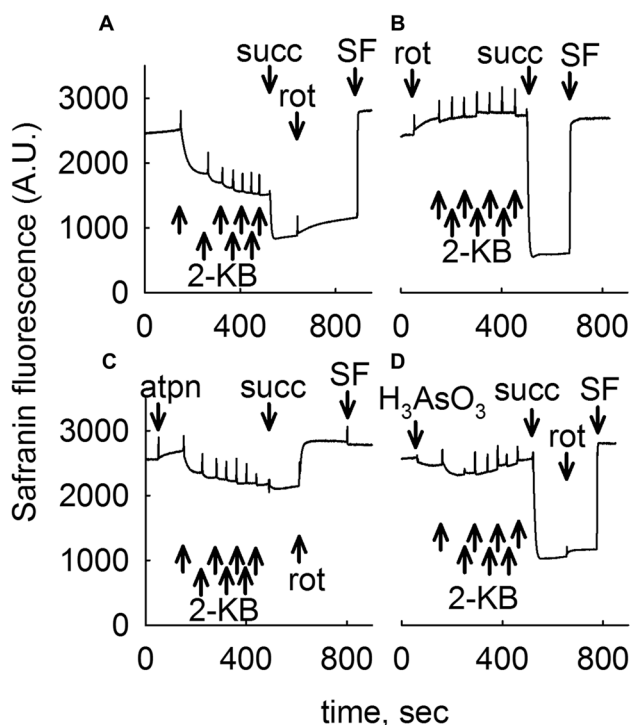 A
B
succ
SF
rot
rot
succ
SF
3000
2000
1000
0
2-KB
2-KB
0
400
800
0
400
800
C
D
atpn
succ
SF
H₃AsO₃
succ
SF
rot
3000
2000
1000
0
2-KB
rot
2-KB
0
400
800
0
400
800
Safranin fluorescence (A.U.)
time, sec